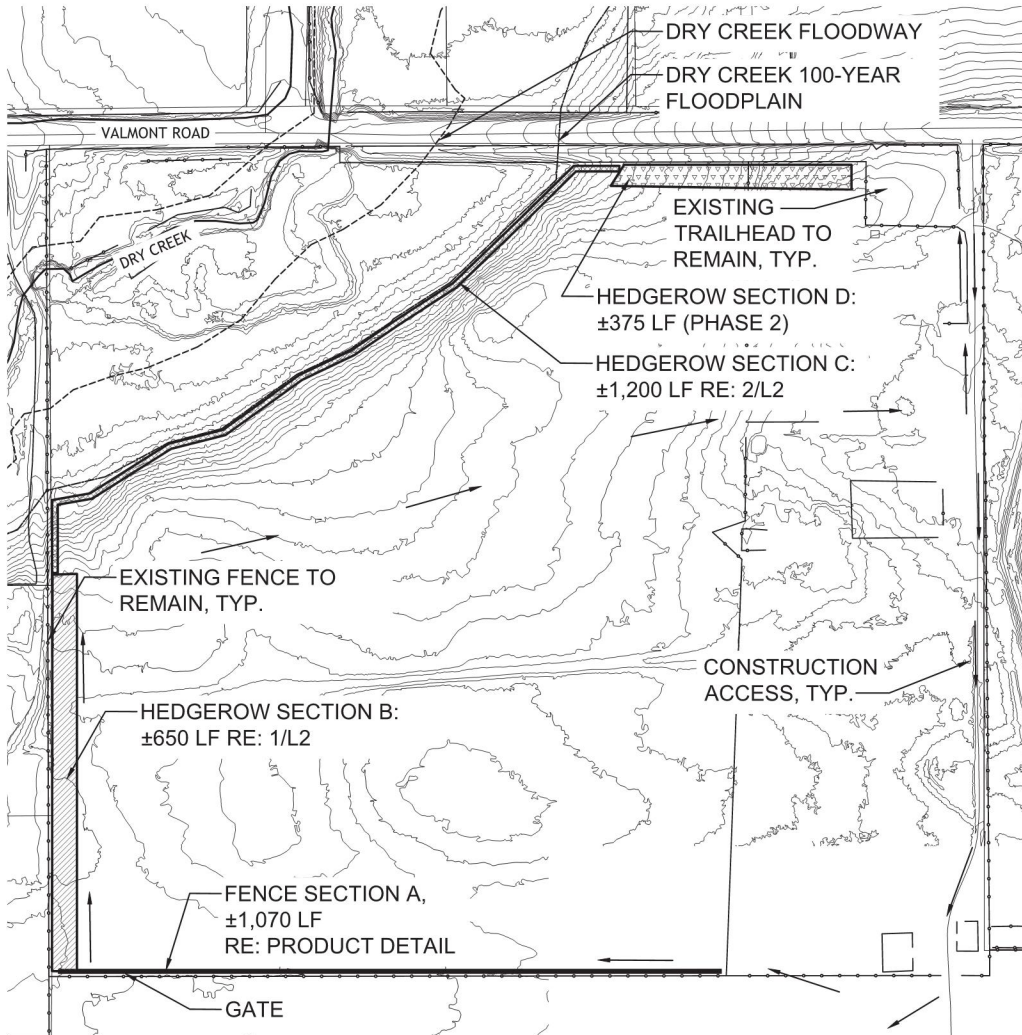 DRY CREEK FLOODWAY
DRY CREEK 100-YEAR
FLOODPLAIN
VALMONT ROAD
DRY CREEK
EXISTING
TRAILHEAD TO
REMAIN, TYP.
HEDGEROW SECTION D:
±375 LF (PHASE 2)
HEDGEROW SECTION C:
±1,200 LF RE: 2/L2
EXISTING FENCE TO
REMAIN, TYP.
CONSTRUCTION
ACCESS, TYP.
HEDGEROW SECTION B:
±650 LF RE: 1/L2
FENCE SECTION A,
±1,070 LF
RE: PRODUCT DETAIL
GATE